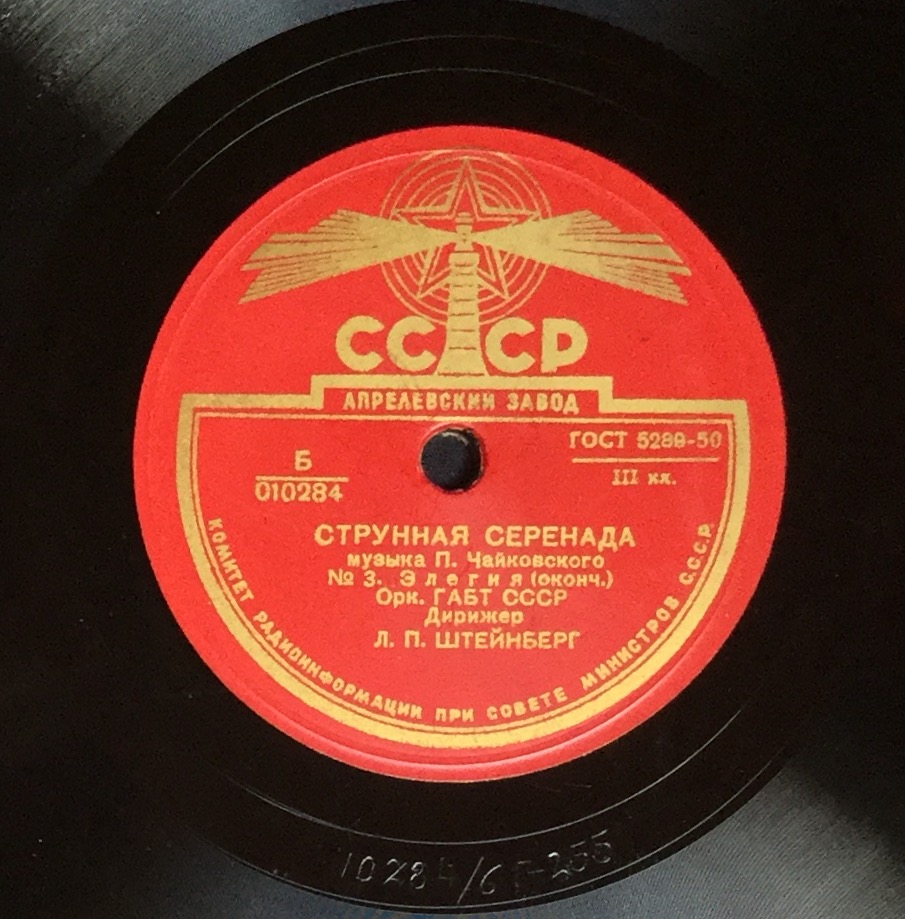 СССР
АПРЕЛЕВСКИЙ ЗАВОД
Б
010284
ГОСТ 5289-50
III кл.
СТРУННАЯ СЕРЕНАДА
музыка П. Чайковского
№ 3. Элегия (оконч.)
Орк. ГАБТ СССР
Дирижер
Л. П. ШТЕЙНБЕРГ
КОМИТЕТ РАДИОИНФОРМАЦИИ ПРИ СОВЕТЕ МИНИСТРОВ С.С.С.Р.